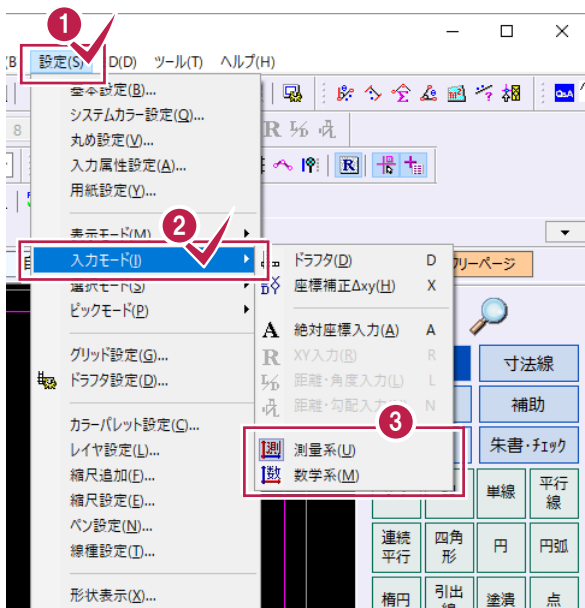 1
(B 設定(S) D(D) ツール(T) ヘルプ(H)
基本設定(B)...
システムカラー設定(Q)...
8
丸め設定(V)...
入力属性設定(A)...
用紙設定(Y)...
表示モード(M)
2
入力モード(I)
選択モード(S)
ピックモード(P)
グリッド設定(G)...
ドラフタ設定(D)...
カラーパレット設定(C)...
レイヤ設定(L)...
縮尺追加(F)...
縮尺設定(E)...
ペン設定(N)...
線種設定(T)...
形状表示(X)...
Q&A
R
R
ドラフタ(D) D
座標補正Δxy(H) X
A 絶対座標入力(A) A
R XY入力(R) R
距離・角度入力(L) L
距離・勾配入力(N) N
3
測 測量系(U)
数 数学系(M)
フリーページ
寸法線
補助
朱書・チェック
単線
平行線
連続平行
四角形
円
円弧
楕円
引出線
塗潰
点